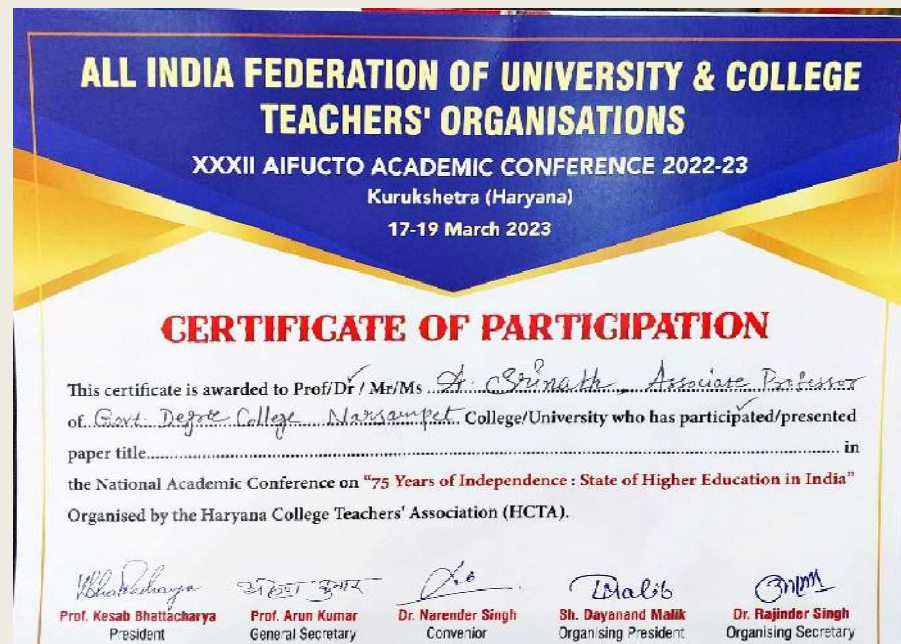 ALL INDIA FEDERATION OF UNIVERSITY & COLLEGE
TEACHERS' ORGANISATIONS
XXXII AIFUCTO ACADEMIC CONFERENCE 2022-23
Kurukshetra (Haryana)
17-19 March 2023
CERTIFICATE OF PARTICIPATION
This certificate is awarded to Prof/Dr / Mr/Ms Srinath Associate Professor
of Govt. Degree College Narsampet College/University who has participated/presented
paper title in
the National Academic Conference on "75 Years of Independence : State of Higher Education in India"
Organised by the Haryana College Teachers' Association (HCTA).
अरुण कुमार
Prof. Kesab Bhattacharya Prof. Arun Kumar Dr. Narender Singh Sh. Dayanand Malik Dr. Rajinder Singh
President General Secretary Convenior Organising President Organising Secretary